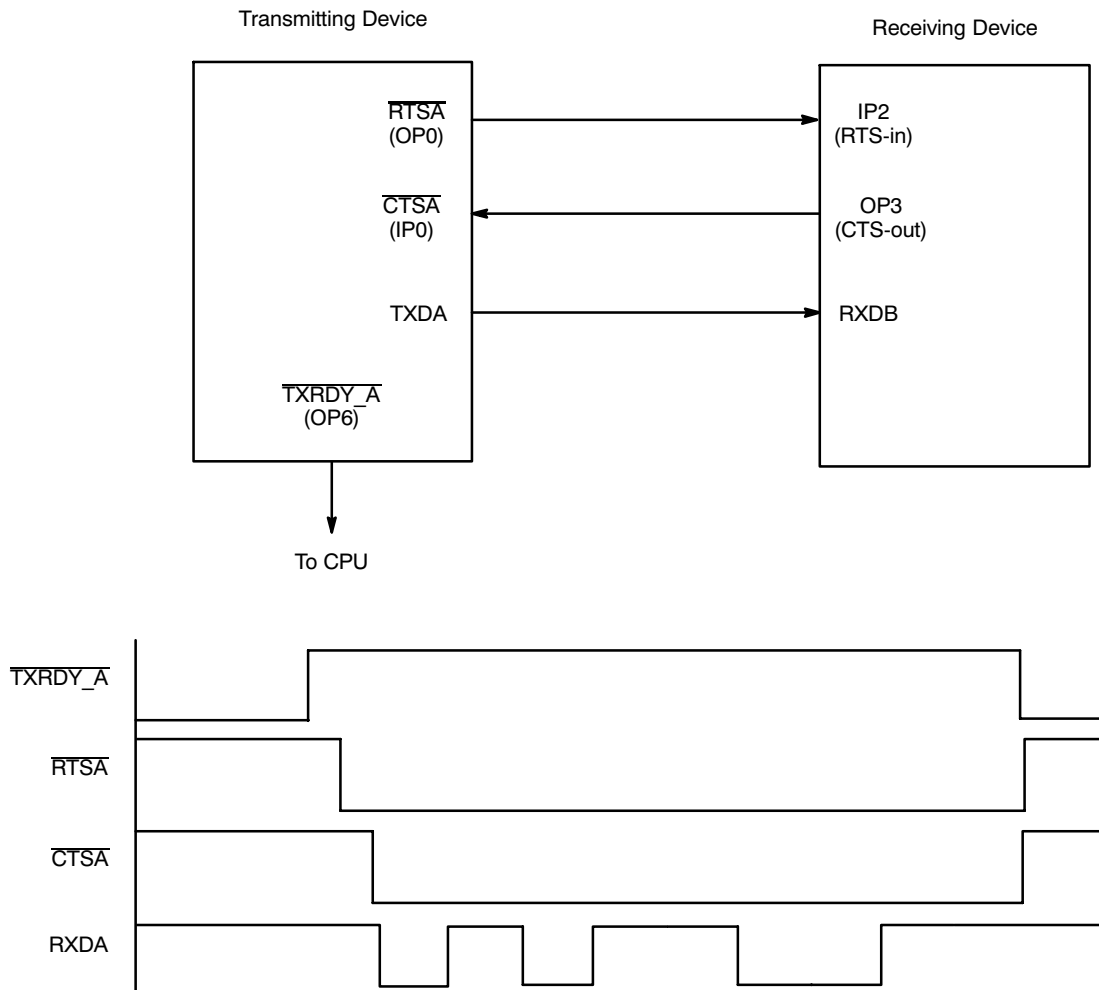 Transmitting Device
Receiving Device
RTSA
(OP0)
IP2
(RTS-in)
CTSA
(IP0)
OP3
(CTS-out)
TXDA
RXDB
TXRDY_A
(OP6)
To CPU
TXRDY_A
RTSA
CTSA
RXDA